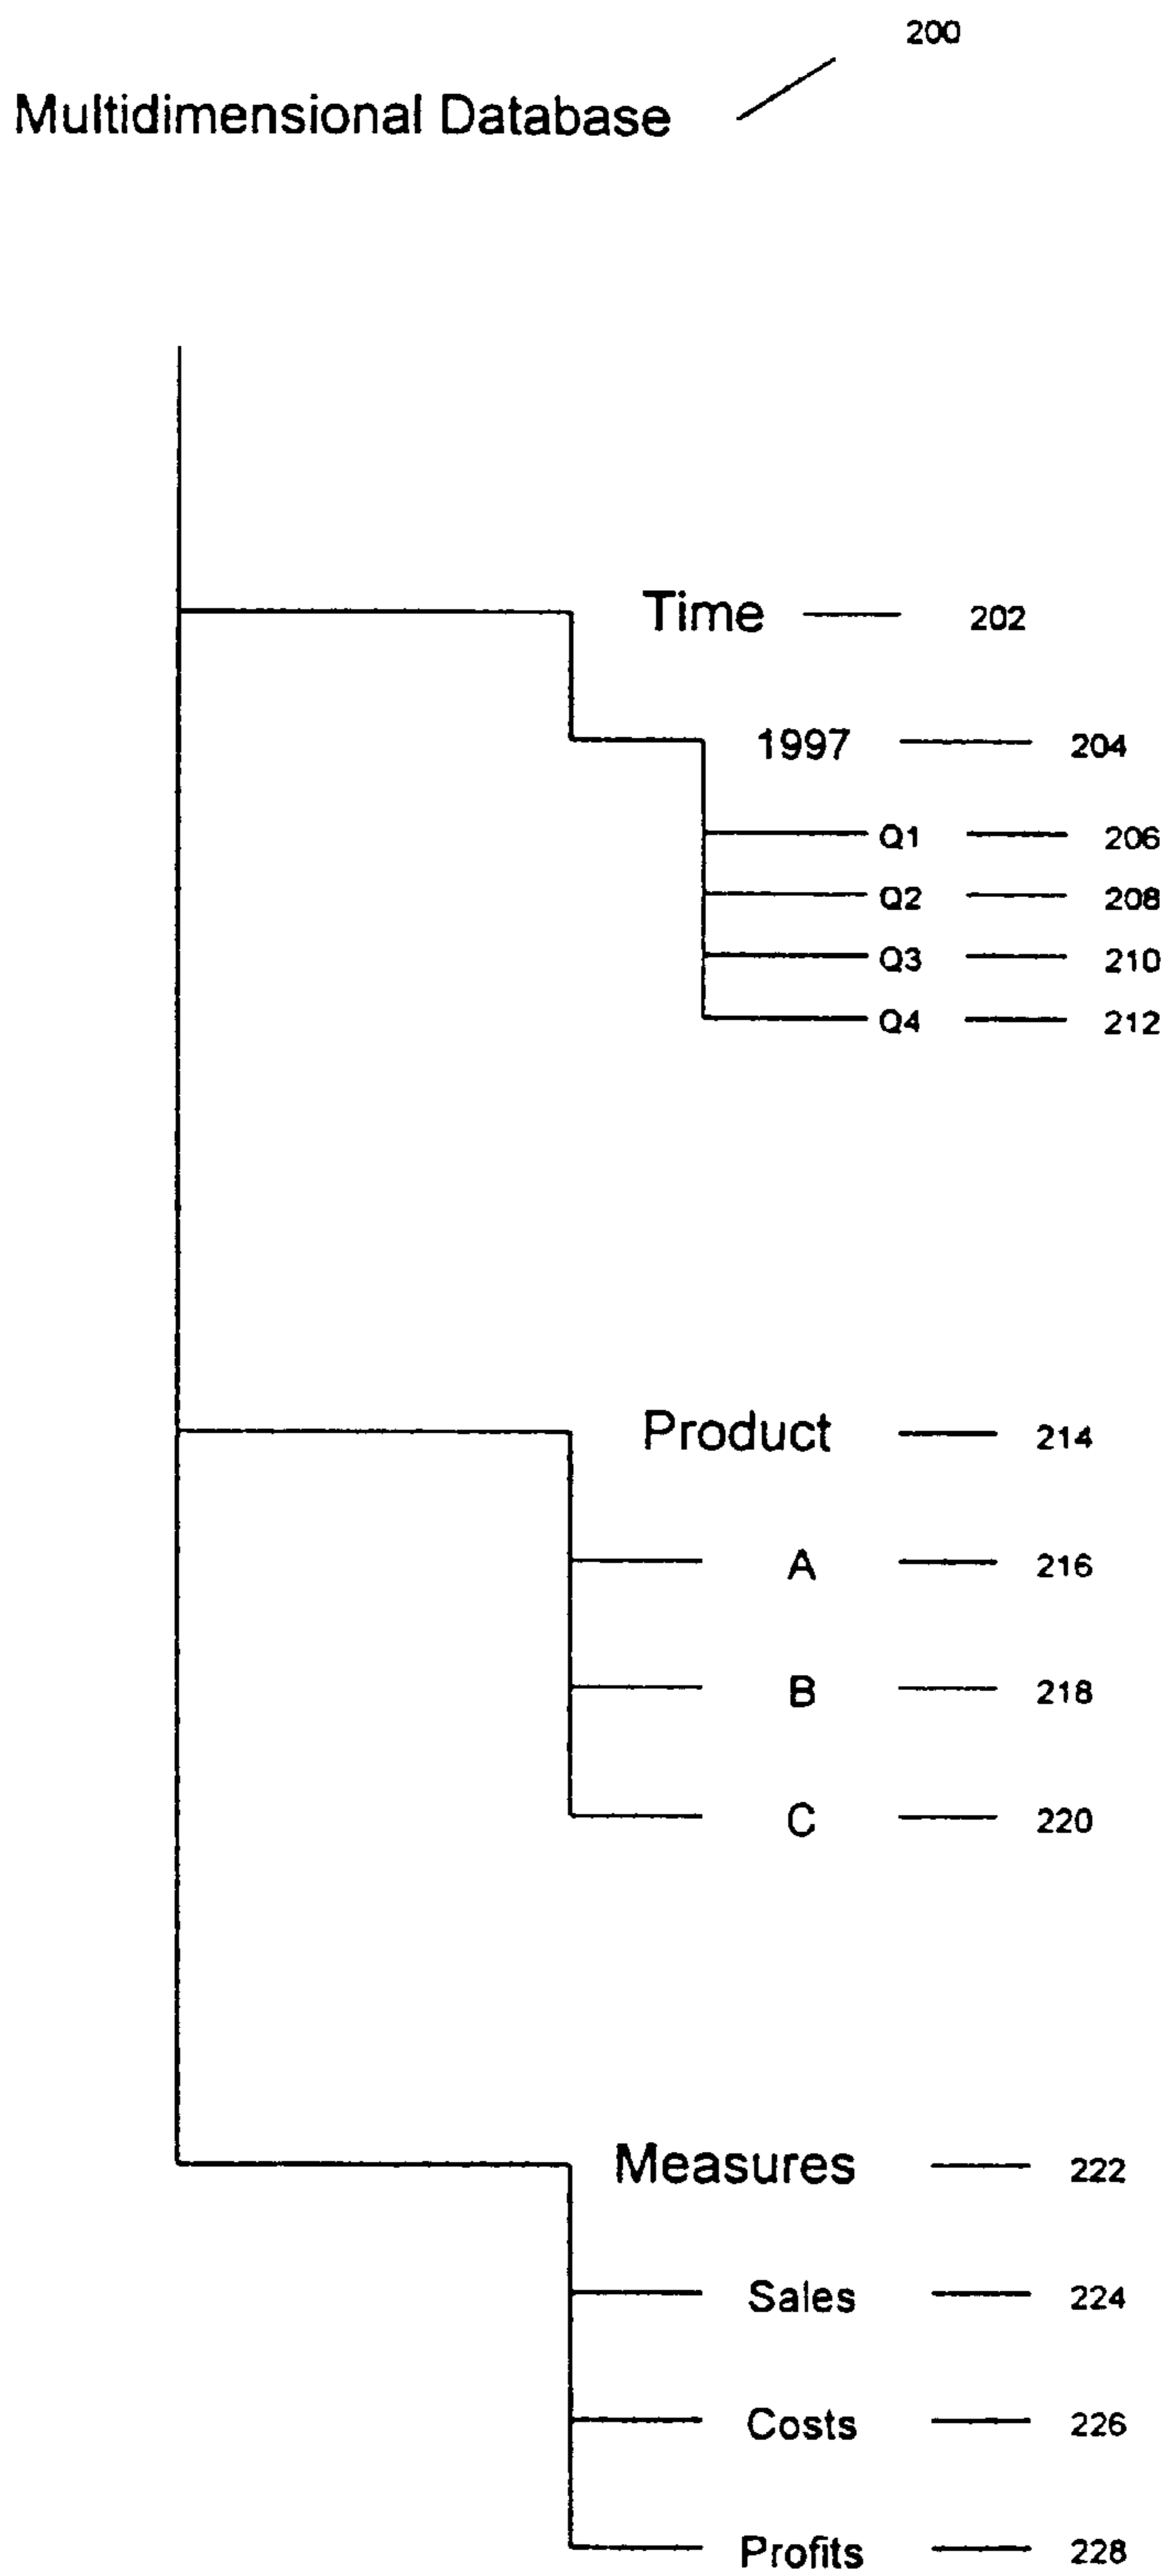 200
Multidimensional Database
Time 202
1997 204
Q1 206
Q2 208
Q3 210
Q4 212
Product 214
A 216
B 218
C 220
Measures 222
Sales 224
Costs 226
Profits 228